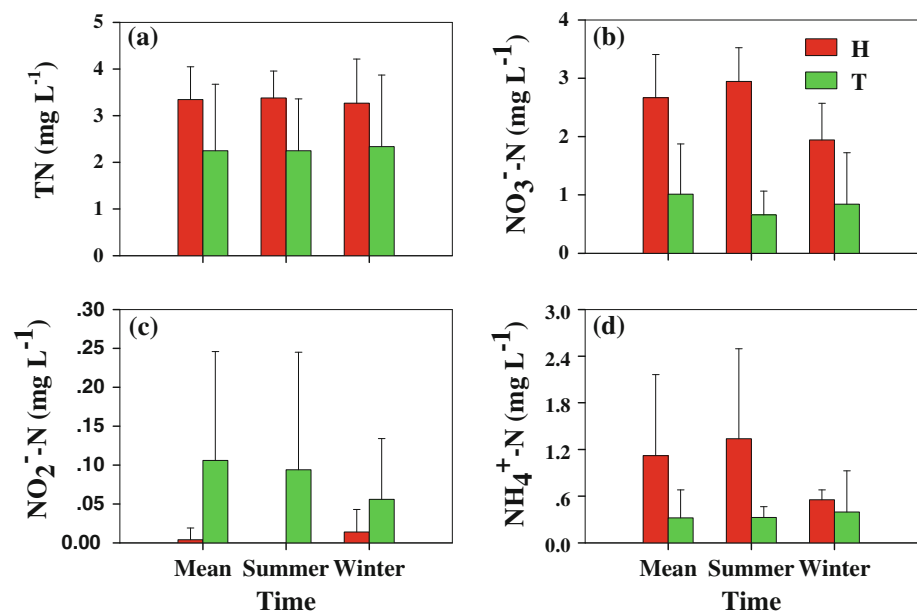 (a)
TN (mg L⁻¹)
5
4
3
2
1
0
(b)
NO₃⁻-N (mg L⁻¹)
4
3
2
1
0
H
T
(c)
NO₂⁻-N (mg L⁻¹)
.30
.25
.20
.15
.10
.05
0.00
Mean Summer Winter
Time
(d)
NH₄⁺-N (mg L⁻¹)
3.0
2.4
1.8
1.2
.6
0.0
Mean Summer Winter
Time